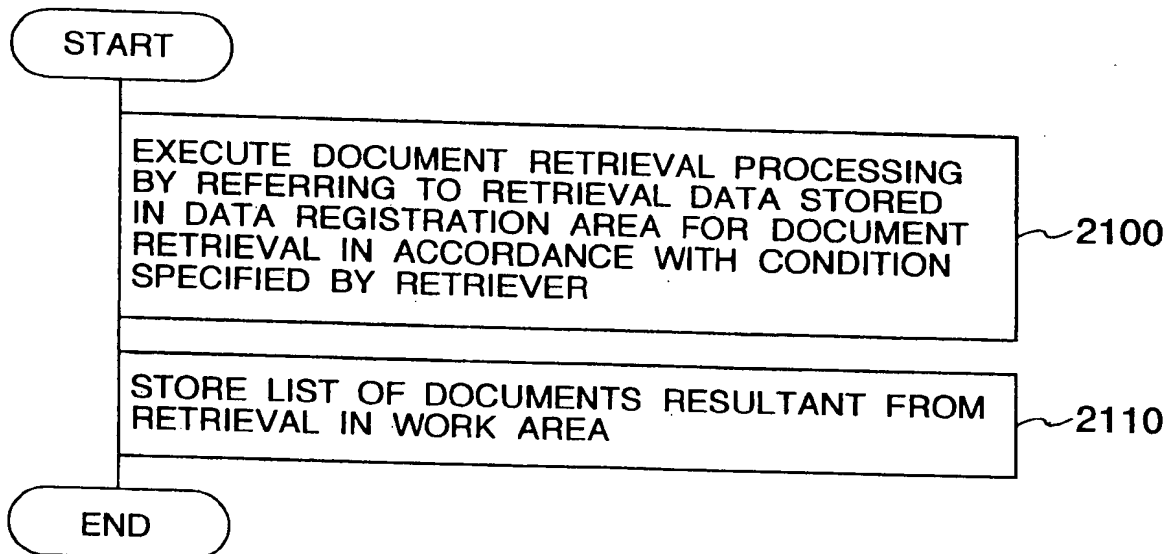 START
EXECUTE DOCUMENT RETRIEVAL PROCESSING
BY REFERRING TO RETRIEVAL DATA STORED
IN DATA REGISTRATION AREA FOR DOCUMENT
RETRIEVAL IN ACCORDANCE WITH CONDITION
SPECIFIED BY RETRIEVER
2100
STORE LIST OF DOCUMENTS RESULTANT FROM
RETRIEVAL IN WORK AREA
2110
END